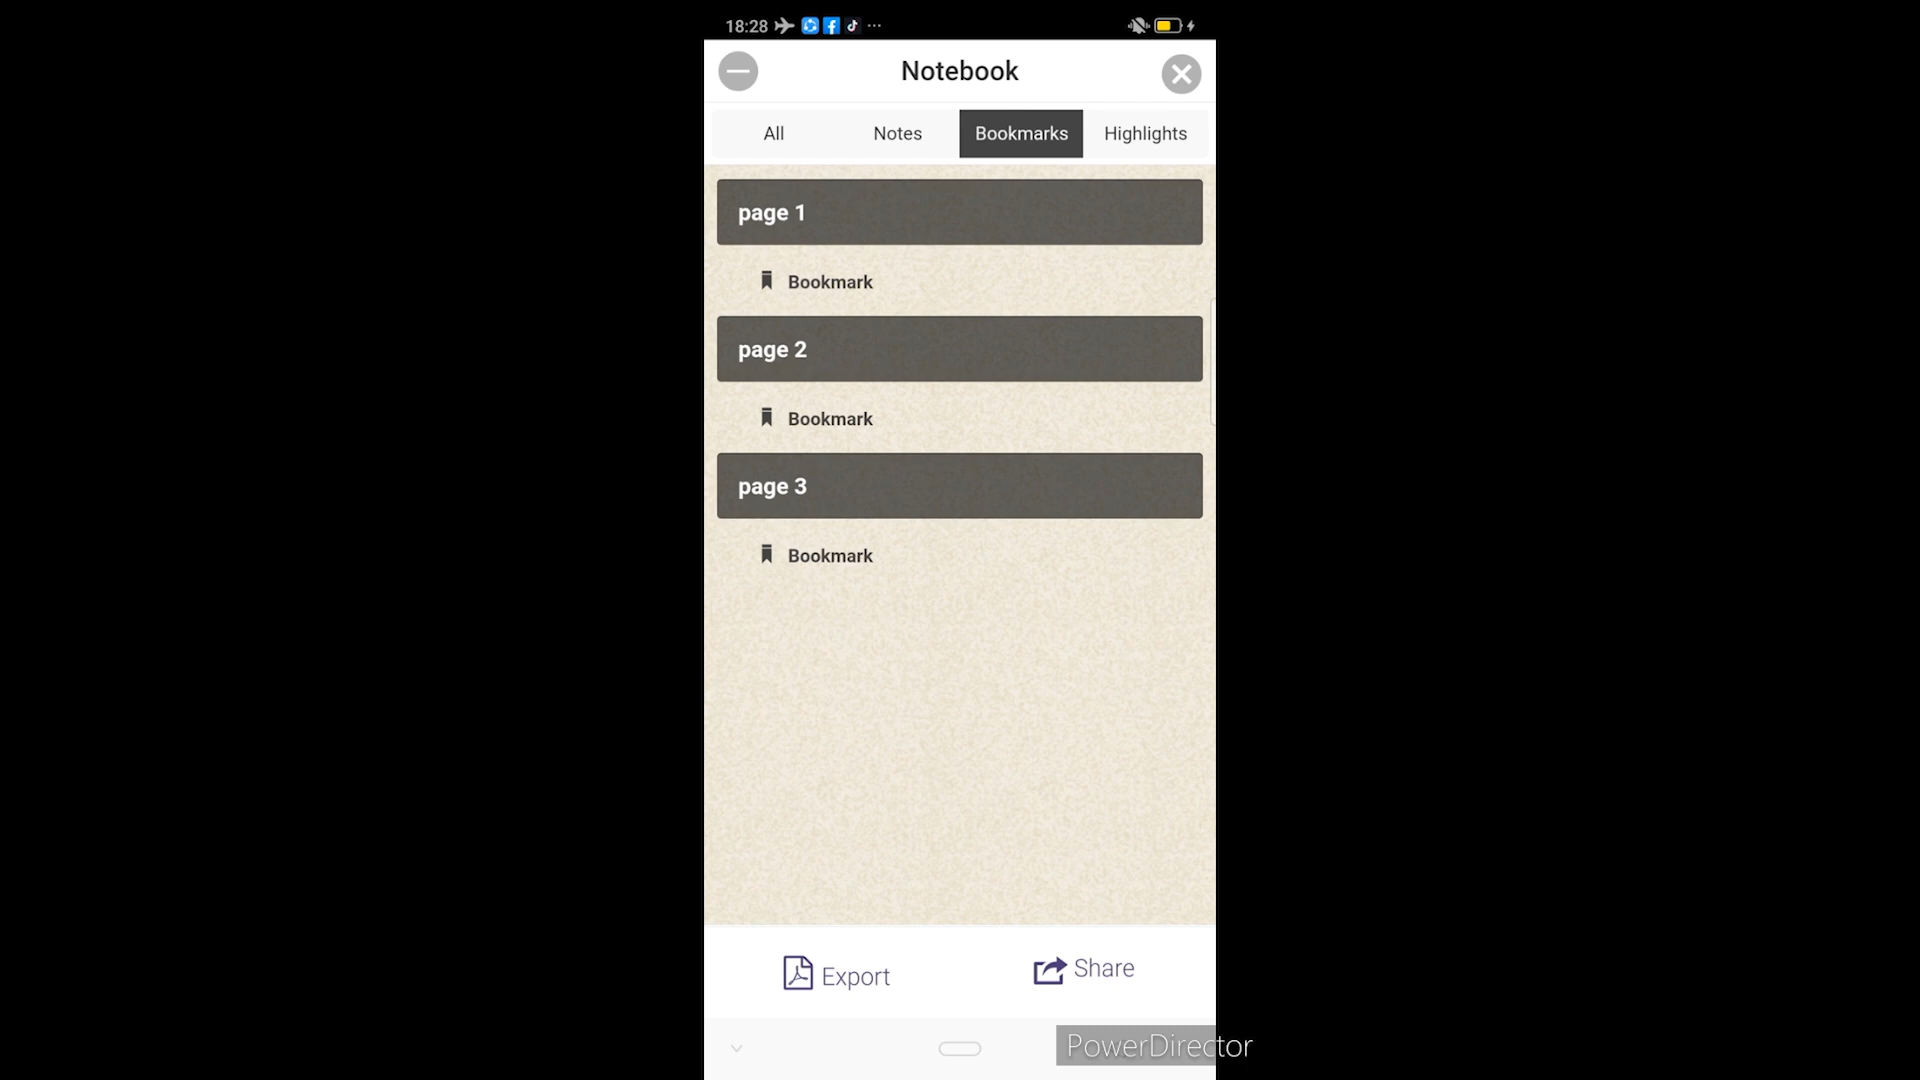 18:28
Notebook
All Notes Bookmarks Highlights
page 1
Bookmark
page 2
Bookmark
page 3
Bookmark
Export Share
PowerDirector